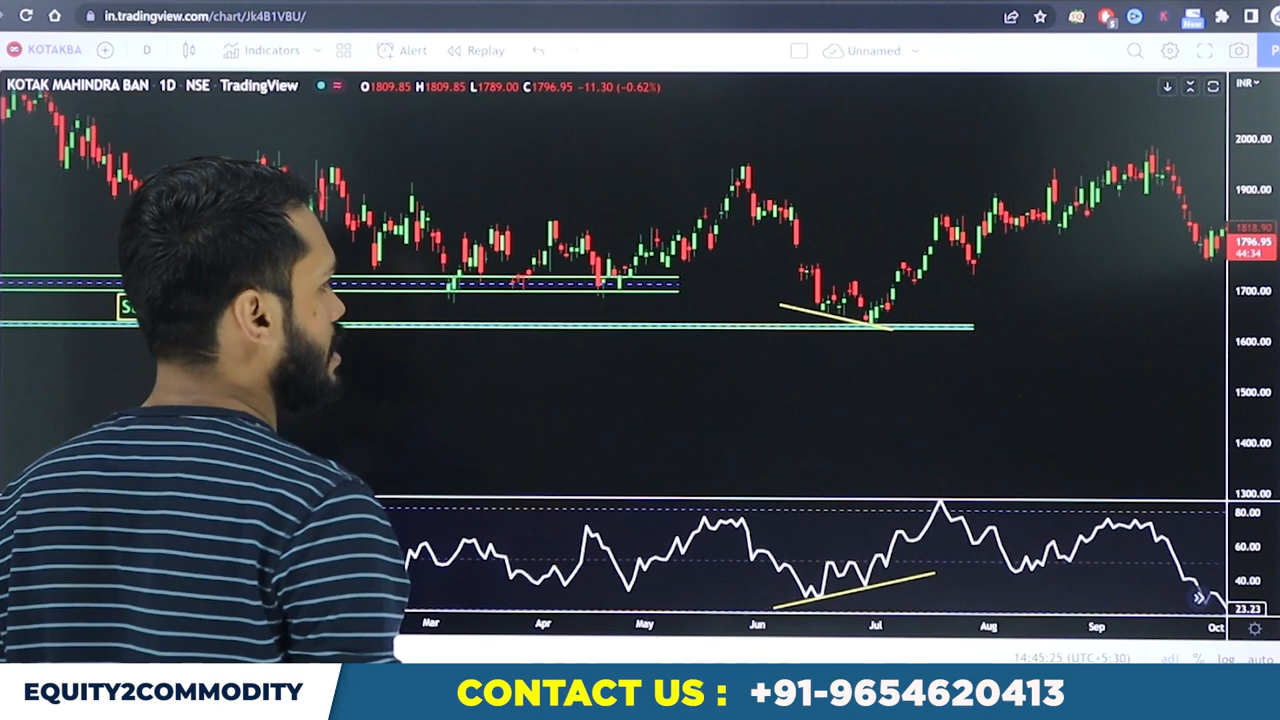 in.tradingview.com/chart/Jk4B1VBU/
New
KOTAKBA
D
Indicators
Alert
Replay
Unnamed
KOTAK MAHINDRA BAN 1D NSE TradingView
O1809.85 H1809.85 L1789.00 C1796.95 −11.30 (−0.62%)
INR
2000.00
1900.00
1818.90
1796.95
44:34
1700.00
1600.00
1500.00
1400.00
1300.00
80.00
60.00
40.00
23.23
Mar Apr May Jun Jul Aug Sep Oct
14:45:25 (UTC+5:30) adj % log auto
EQUITY2COMMODITY
CONTACT US : +91-9654620413